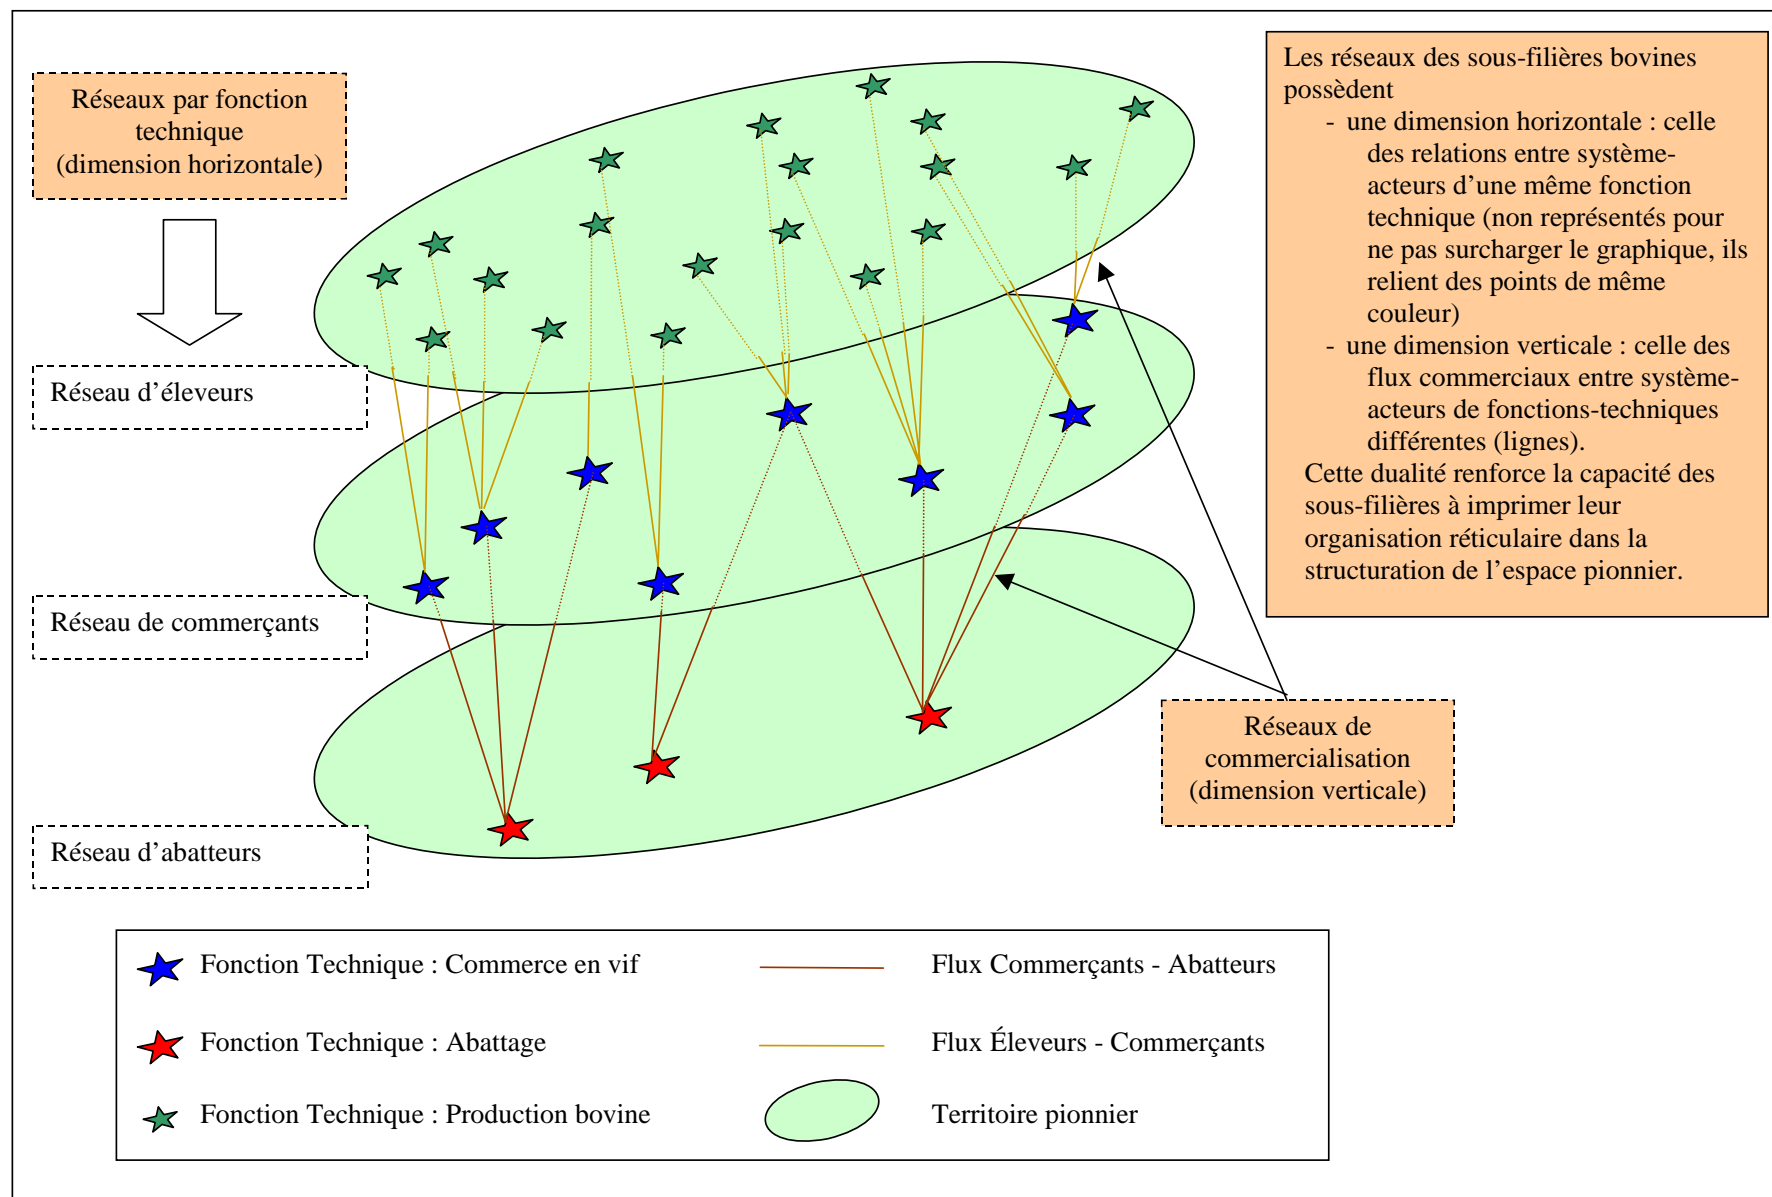 Réseaux par fonction
technique
(dimension horizontale)
Réseau d’éleveurs
Réseau de commerçants
Réseau d’abatteurs
Les réseaux des sous-filières bovines
possèdent
- une dimension horizontale : celle
des relations entre système-
acteurs d’une même fonction
technique (non représentés pour
ne pas surcharger le graphique, ils
relient des points de même
couleur)
- une dimension verticale : celle des
flux commerciaux entre système-
acteurs de fonctions-techniques
différentes (lignes).
Cette dualité renforce la capacité des
sous-filières à imprimer leur
organisation réticulaire dans la
structuration de l’espace pionnier.
Réseaux de
commercialisation
(dimension verticale)
Fonction Technique : Commerce en vif
Flux Commerçants - Abatteurs
Fonction Technique : Abattage
Flux Éleveurs - Commerçants
Fonction Technique : Production bovine
Territoire pionnier